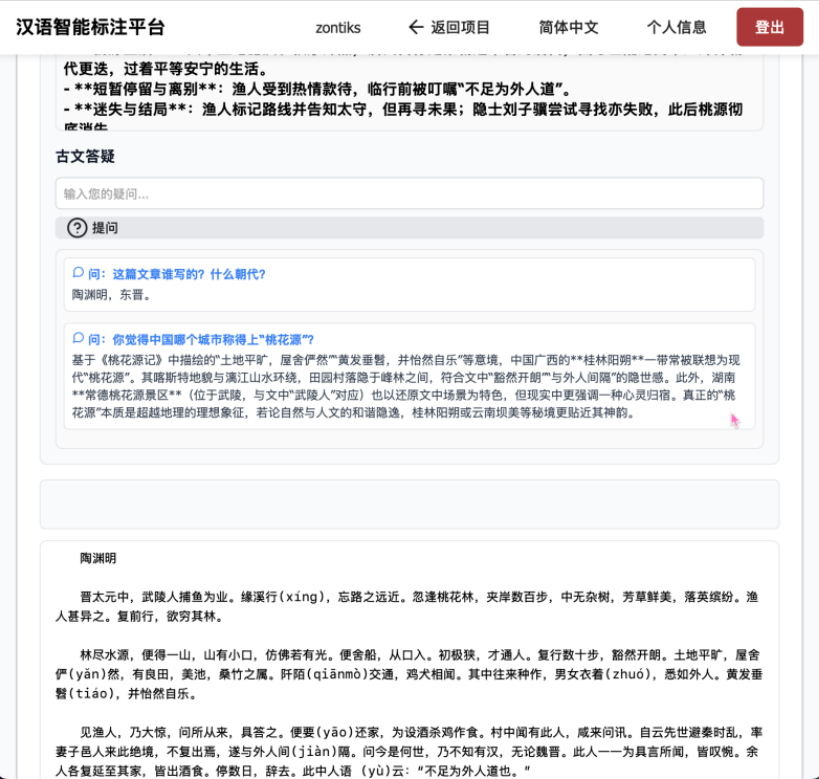 汉语智能标注平台
zontiks
返回项目
简体中文
个人信息
登出
代更迭，过着平等安宁的生活。
- **短暂停留与离别**：渔人受到热情款待，临行前被叮嘱“不足为外人道”。
- **迷失与结局**：渔人标记路线并告知太守，但再寻未果；隐士刘子骥尝试寻找亦失败，此后桃源彻
底消失
古文答疑
输入您的疑问...
提问
问：这篇文章谁写的？什么朝代？
陶渊明，东晋。
问：你觉得中国哪个城市称得上“桃花源”？
基于《桃花源记》中描绘的“土地平旷，屋舍俨然”“黄发垂髫，并怡然自乐”等意境，中国广西的**桂林阳朔**一带常被联想为现
代“桃花源”。其喀斯特地貌与漓江山水环绕，田园村落隐于峰林之间，符合文中“豁然开朗”“与外人间隔”的隐世感。此外，湖南
**常德桃花源景区**（位于武陵，与文中“武陵人”对应）也以还原文中场景为特色，但现实中更强调一种心灵归宿。真正的“桃
花源”本质是超越地理的理想象征，若论自然与人文的和谐隐逸，桂林阳朔或云南坝美等秘境更贴近其神韵。
陶渊明
晋太元中，武陵人捕鱼为业。缘溪行(xíng)，忘路之远近。忽逢桃花林，夹岸数百步，中无杂树，芳草鲜美，落英缤纷。渔
人甚异之。复前行，欲穷其林。
林尽水源，便得一山，山有小口，仿佛若有光。便舍船，从口入。初极狭，才通人。复行数十步，豁然开朗。土地平旷，屋舍
俨(yǎn)然，有良田，美池，桑竹之属。阡陌(qiānmò)交通，鸡犬相闻。其中往来种作，男女衣着(zhuó)，悉如外人。黄发垂
髫(tiáo)，并怡然自乐。
见渔人，乃大惊，问所从来，具答之。便要(yāo)还家，为设酒杀鸡作食。村中闻有此人，咸来问讯。自云先世避秦时乱，率
妻子邑人来此绝境，不复出焉，遂与外人间(jiàn)隔。问今是何世，乃不知有汉，无论魏晋。此人一一为具言所闻，皆叹惋。余
人各复延至其家，皆出酒食。停数日，辞去。此中人语 (yù)云：“不足为外人道也。”